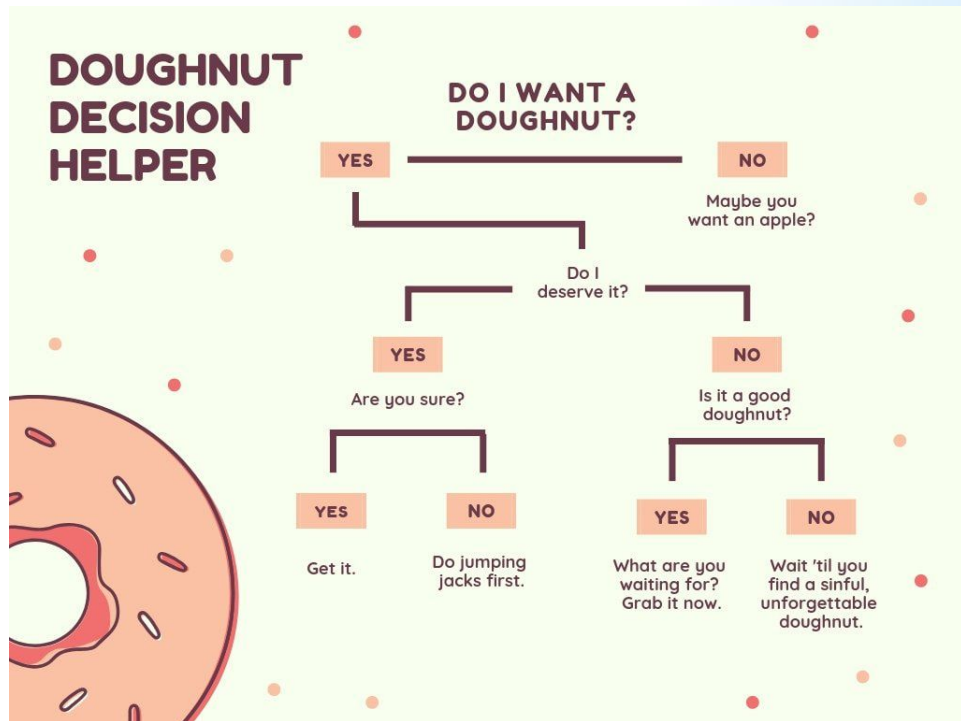 DOUGHNUT
DECISION
HELPER
DO I WANT A
DOUGHNUT?
YES
NO
Maybe you
want an apple?
Do I
deserve it?
YES
NO
Are you sure?
Is it a good
doughnut?
YES
NO
YES
NO
Get it.
Do jumping
jacks first.
What are you
waiting for?
Grab it now.
Wait 'til you
find a sinful,
unforgettable
doughnut.